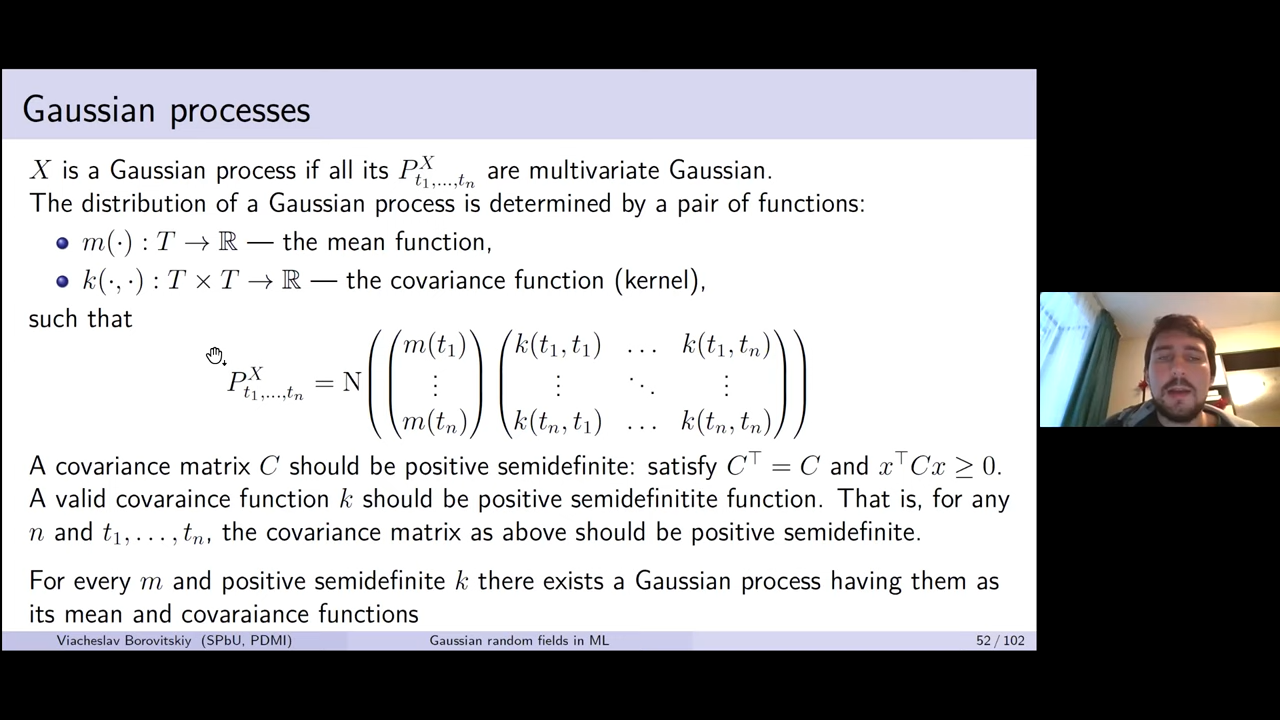 Gaussian processes
X is a Gaussian process if all its P^X_{t_1,...,t_n} are multivariate Gaussian.
The distribution of a Gaussian process is determined by a pair of functions:
m(·) : T → ℝ — the mean function,
k(·, ·) : T × T → ℝ — the covariance function (kernel),
such that
P^X_{t_1,...,t_n} = N((m(t_1) ⋮ m(t_n)) (k(t_1, t_1) … k(t_1, t_n) ⋮ ⋱ ⋮ k(t_n, t_1) … k(t_n, t_n)))
A covariance matrix C should be positive semidefinite: satisfy C^⊤ = C and x^⊤Cx ≥ 0.
A valid covaraince function k should be positive semidefinitite function. That is, for any
n and t_1, …, t_n, the covariance matrix as above should be positive semidefinite.
For every m and positive semidefinite k there exists a Gaussian process having them as
its mean and covaraiance functions
Viacheslav Borovitskiy (SPbU, PDMI) Gaussian random fields in ML 52 / 102